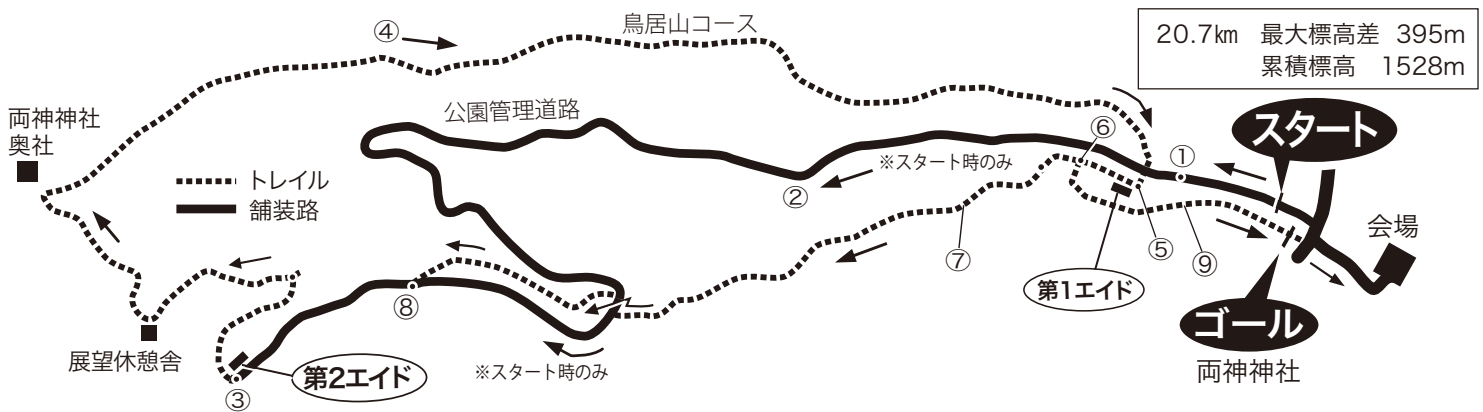 20.7㎞ 最大標高差 395m
累積標高 1528m
④
鳥居山コース
公園管理道路
両神神社
奥社
トレイル
舗装路
スタート
⑥
①
※スタート時のみ
②
会場
⑤
⑦
⑨
第1エイド
⑧
ゴール
両神神社
展望休憩舎
第2エイド
※スタート時のみ
③